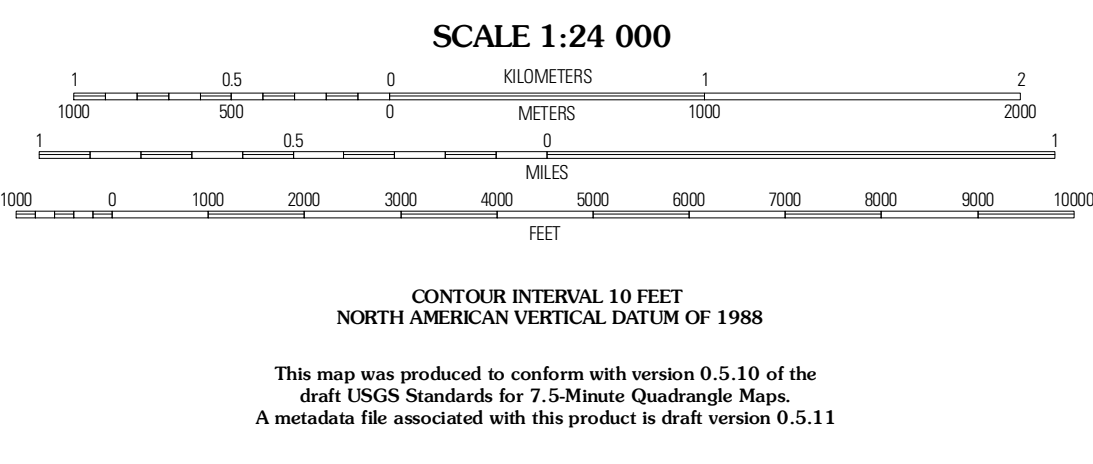 SCALE 1:24 000
1 0.5 0 KILOMETERS 1 2
1000 500 0 METERS 1000 2000
1 0.5 0 1
MILES
1000 0 1000 2000 3000 4000 5000 6000 7000 8000 9000 10000
FEET
CONTOUR INTERVAL 10 FEET
NORTH AMERICAN VERTICAL DATUM OF 1988
This map was produced to conform with version 0.5.10 of the
draft USGS Standards for 7.5-Minute Quadrangle Maps.
A metadata file associated with this product is draft version 0.5.11